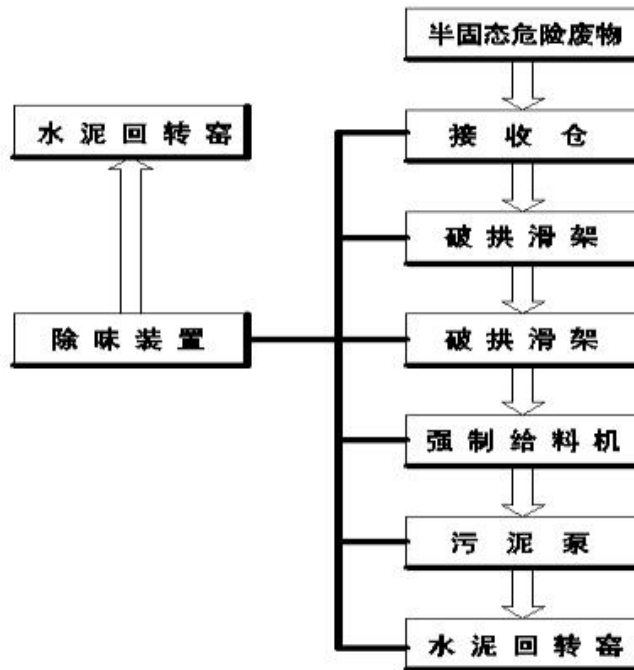 半固态危险废物
水泥回转窑
接收仓
破拱滑架
除味装置
破拱滑架
强制给料机
污泥泵
水泥回转窑